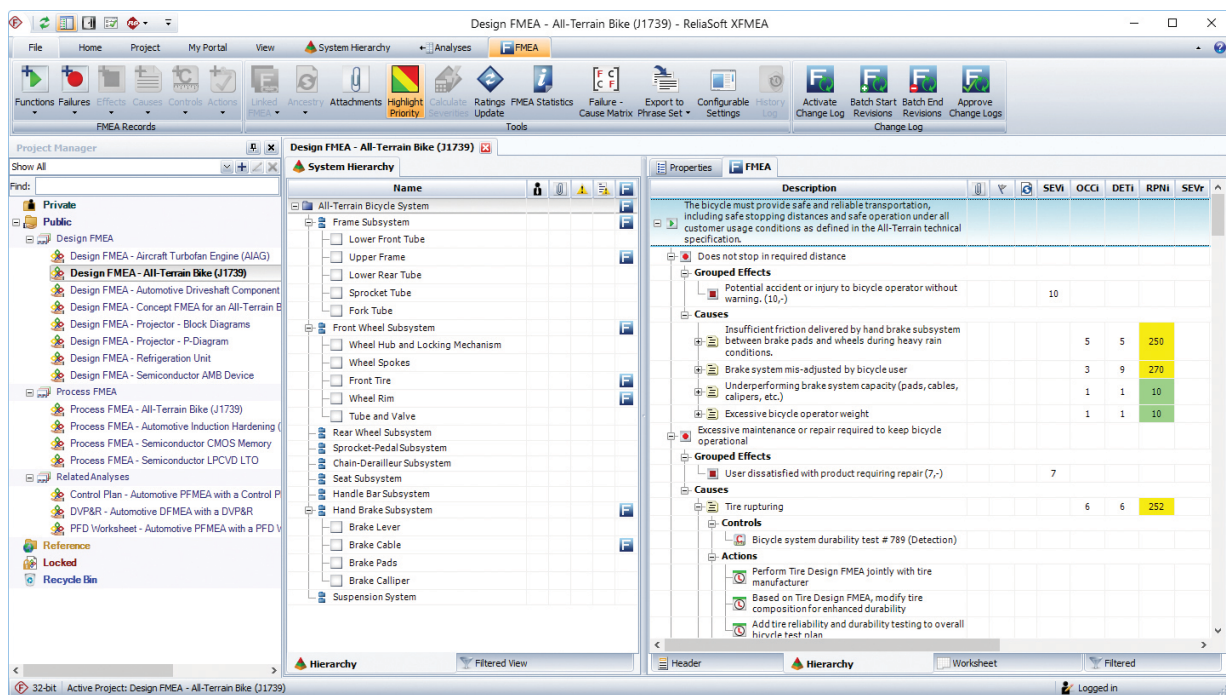 Design FMEA - All-Terrain Bike (J1739) - ReliaSoft XFMEA
File Home Project My Portal View System Hierarchy Analyses FMEA
Functions Failures Effects Causes Controls Actions
FMEA Records
Linked FMEA Ancestry Attachments Highlight Priority Calculate Severities Ratings Update FMEA Statistics Failure - Cause Matrix Export to Phrase Set Configurable Settings History Log
Tools
Activate Change Log Batch Start Revisions Batch End Revisions Approve Change Logs
Change Log
Project Manager
Show All
Find:
Private
Public
Design FMEA
Design FMEA - Aircraft Turbofan Engine (AIAG)
Design FMEA - All-Terrain Bike (J1739)
Design FMEA - Automotive Driveshaft Component
Design FMEA - Concept FMEA for an All-Terrain B
Design FMEA - Projector - Block Diagrams
Design FMEA - Projector - P-Diagram
Design FMEA - Refrigeration Unit
Design FMEA - Semiconductor AMB Device
Process FMEA
Process FMEA - All-Terrain Bike (J1739)
Process FMEA - Automotive Induction Hardening (
Process FMEA - Semiconductor CMOS Memory
Process FMEA - Semiconductor LPCVD LTO
Related Analyses
Control Plan - Automotive PFMEA with a Control P
DVP&R - Automotive DFMEA with a DVP&R
PFD Worksheet - Automotive PFMEA with a PFD W
Reference
Locked
Recycle Bin
Design FMEA - All-Terrain Bike (J1739)
System Hierarchy
Name
All-Terrain Bicycle System
Frame Subsystem
Lower Front Tube
Upper Frame
Lower Rear Tube
Sprocket Tube
Fork Tube
Front Wheel Subsystem
Wheel Hub and Locking Mechanism
Wheel Spokes
Front Tire
Wheel Rim
Tube and Valve
Rear Wheel Subsystem
Sprocket-Pedal Subsystem
Chain-Derailleur Subsystem
Seat Subsystem
Handle Bar Subsystem
Hand Brake Subsystem
Brake Lever
Brake Cable
Brake Pads
Brake Calliper
Suspension System
Hierarchy Filtered View
Properties FMEA
Description SEVi OCCi DETi RPNi SEVr
The bicycle must provide safe and reliable transportation,
including safe stopping distances and safe operation under all
customer usage conditions as defined in the All-Terrain technical
specification.
Does not stop in required distance
Grouped Effects
Potential accident or injury to bicycle operator without
warning. (10,-) 10
Causes
Insufficient friction delivered by hand brake subsystem
between brake pads and wheels during heavy rain 5 5 250
conditions.
Brake system mis-adjusted by bicycle user 3 9 270
Underperforming brake system capacity (pads, cables,
calipers, etc.) 1 1 10
Excessive bicycle operator weight 1 1 10
Excessive maintenance or repair required to keep bicycle
operational
Grouped Effects
User dissatisfied with product requiring repair (7,-) 7
Causes
Tire rupturing 6 6 252
Controls
Bicycle system durability test # 789 (Detection)
Actions
Perform Tire Design FMEA jointly with tire
manufacturer
Based on Tire Design FMEA, modify tire
composition for enhanced durability
Add tire reliability and durability testing to overall
bicycle test plan
Header Hierarchy Worksheet Filtered
32-bit Active Project: Design FMEA - All-Terrain Bike (J1739) Logged in